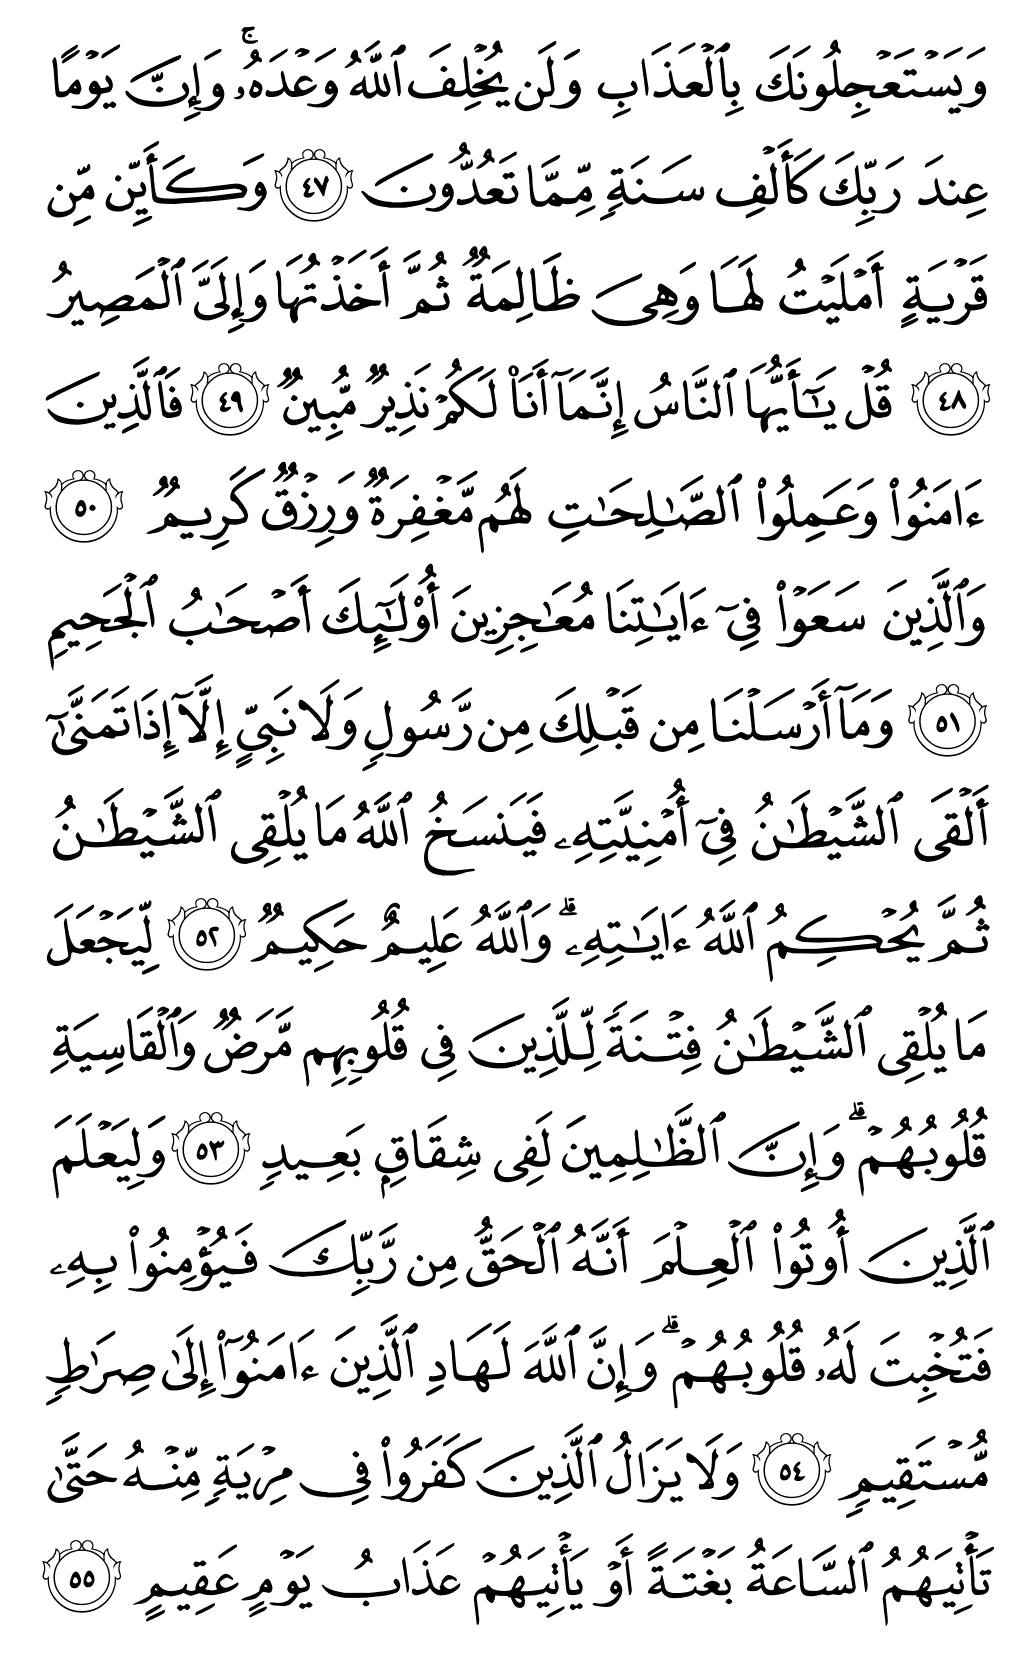 وَيَسۡتَعۡجِلُونَكَ بِٱلۡعَذَابِ وَلَن يُخۡلِفَ ٱللَّهُ وَعۡدَهُۥۚ وَإِنَّ يَوۡمًا
عِندَ رَبِّكَ كَأَلۡفِ سَنَةٖ مِّمَّا تَعُدُّونَ ٤٧ وَكَأَيِّن مِّن
قَرۡيَةٍ أَمۡلَيۡتُ لَهَا وَهِيَ ظَالِمَةٞ ثُمَّ أَخَذۡتُهَا وَإِلَيَّ ٱلۡمَصِيرُ
٤٨ قُلۡ يَٰٓأَيُّهَا ٱلنَّاسُ إِنَّمَآ أَنَا۠ لَكُمۡ نَذِيرٞ مُّبِينٞ ٤٩ فَٱلَّذِينَ
ءَامَنُواْ وَعَمِلُواْ ٱلصَّٰلِحَٰتِ لَهُم مَّغۡفِرَةٞ وَرِزۡقٞ كَرِيمٞ ٥٠
وَٱلَّذِينَ سَعَوۡاْ فِيٓ ءَايَٰتِنَا مُعَٰجِزِينَ أُوْلَٰٓئِكَ أَصۡحَٰبُ ٱلۡجَحِيمِ
٥١ وَمَآ أَرۡسَلۡنَا مِن قَبۡلِكَ مِن رَّسُولٖ وَلَا نَبِيٍّ إِلَّآ إِذَا تَمَنَّىٰٓ
أَلۡقَى ٱلشَّيۡطَٰنُ فِيٓ أُمۡنِيَّتِهِۦ فَيَنسَخُ ٱللَّهُ مَا يُلۡقِي ٱلشَّيۡطَٰنُ
ثُمَّ يُحۡكِمُ ٱللَّهُ ءَايَٰتِهِۦۗ وَٱللَّهُ عَلِيمٌ حَكِيمٞ ٥٢ لِّيَجۡعَلَ
مَا يُلۡقِي ٱلشَّيۡطَٰنُ فِتۡنَةٗ لِّلَّذِينَ فِي قُلُوبِهِم مَّرَضٞ وَٱلۡقَاسِيَةِ
قُلُوبُهُمۡۗ وَإِنَّ ٱلظَّٰلِمِينَ لَفِي شِقَاقِۭ بَعِيدٖ ٥٣ وَلِيَعۡلَمَ
ٱلَّذِينَ أُوتُواْ ٱلۡعِلۡمَ أَنَّهُ ٱلۡحَقُّ مِن رَّبِّكَ فَيُؤۡمِنُواْ بِهِۦ
فَتُخۡبِتَ لَهُۥ قُلُوبُهُمۡۗ وَإِنَّ ٱللَّهَ لَهَادِ ٱلَّذِينَ ءَامَنُوٓاْ إِلَىٰ صِرَٰطٖ
مُّسۡتَقِيمٖ ٥٤ وَلَا يَزَالُ ٱلَّذِينَ كَفَرُواْ فِي مِرۡيَةٖ مِّنۡهُ حَتَّىٰ
تَأۡتِيَهُمُ ٱلسَّاعَةُ بَغۡتَةً أَوۡ يَأۡتِيَهُمۡ عَذَابُ يَوۡمٍ عَقِيمٍ ٥٥